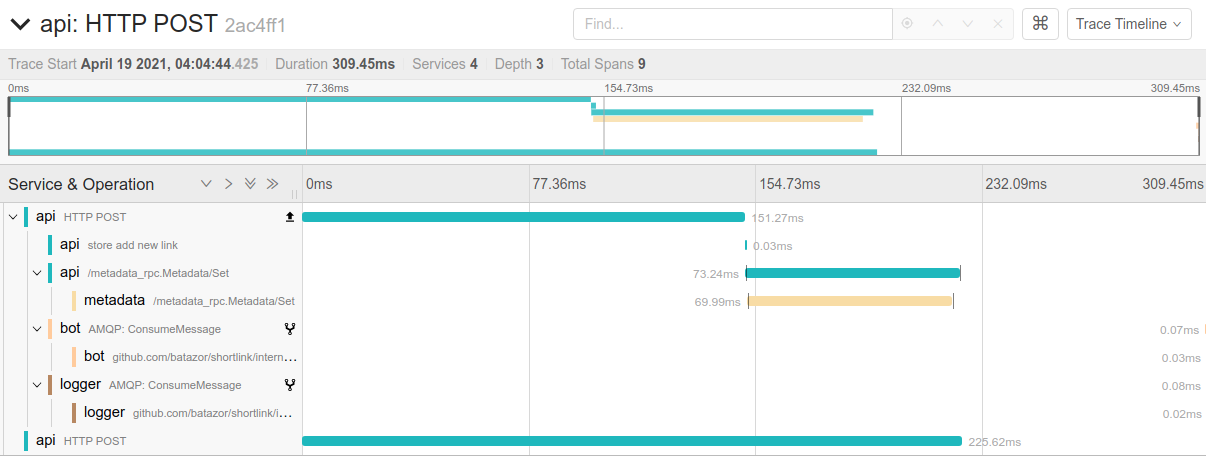 api: HTTP POST 2ac4ff1 Find... ⌘ Trace Timeline
Trace Start April 19 2021, 04:04:44.425 Duration 309.45ms Services 4 Depth 3 Total Spans 9
0ms 77.36ms 154.73ms 232.09ms 309.45ms
Service & Operation 0ms 77.36ms 154.73ms 232.09ms 309.45ms
api HTTP POST 151.27ms
api store add new link 0.03ms
api /metadata_rpc.Metadata/Set 73.24ms
metadata /metadata_rpc.Metadata/Set 69.99ms
bot AMQP: ConsumeMessage 0.07ms
bot github.com/batazor/shortlink/intern… 0.03ms
logger AMQP: ConsumeMessage 0.08ms
logger github.com/batazor/shortlink/i… 0.02ms
api HTTP POST 225.62ms